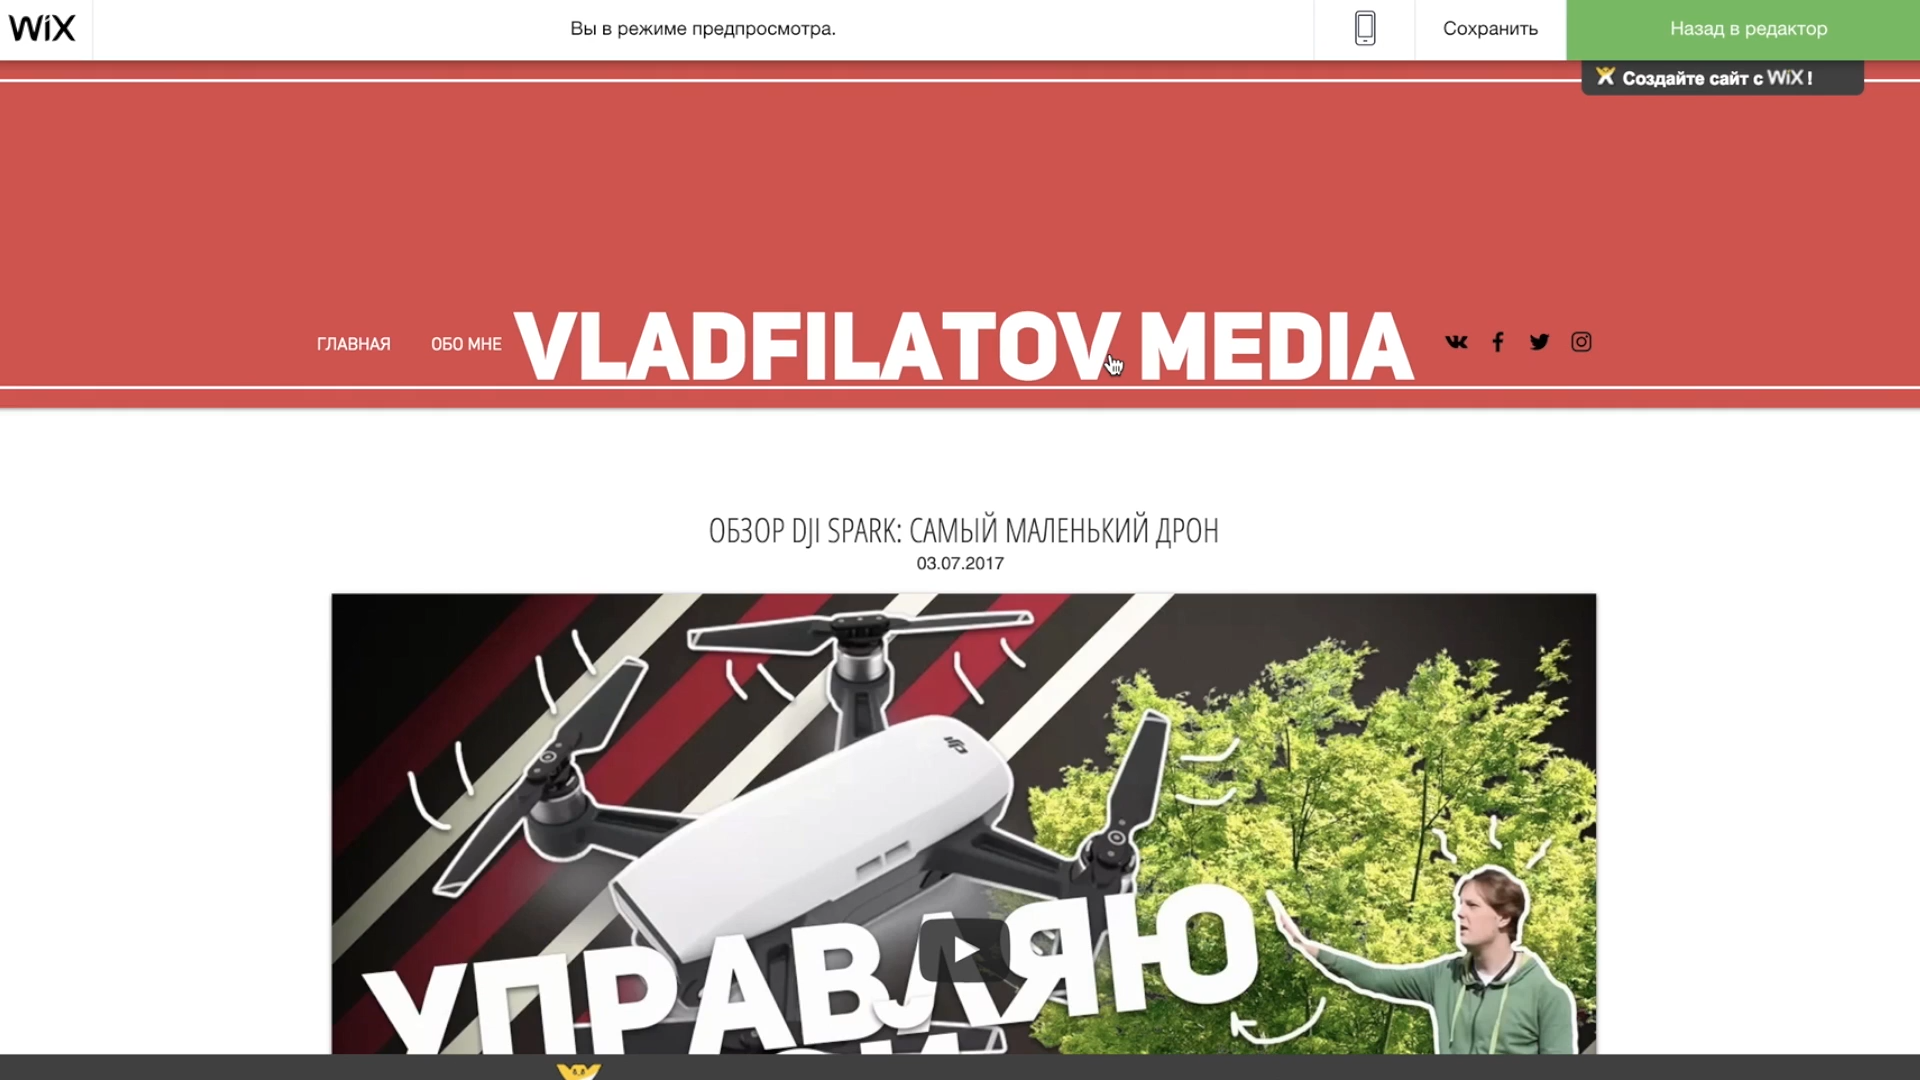 WiX
Вы в режиме предпросмотра.
Сохранить
Назад в редактор
Создайте сайт с WiX !
ГЛАВНАЯ
ОБО МНЕ
VLADFILATOV MEDIA
ОБЗОР DJI SPARK: САМЫЙ МАЛЕНЬКИЙ ДРОН
03.07.2017
dji
УПРАВЛЯЮ